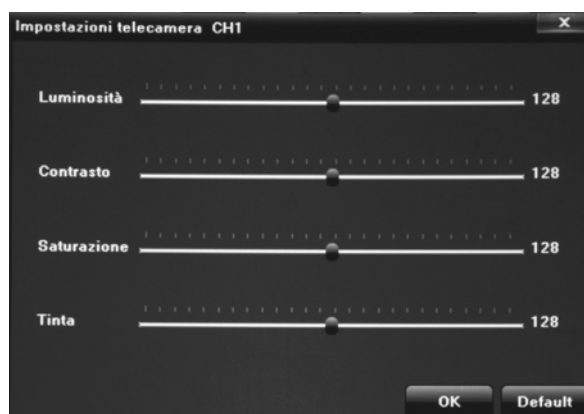 Impostazioni telecamera CH1 X
Luminosità 128
Contrasto 128
Saturazione 128
Tinta 128
OK Default